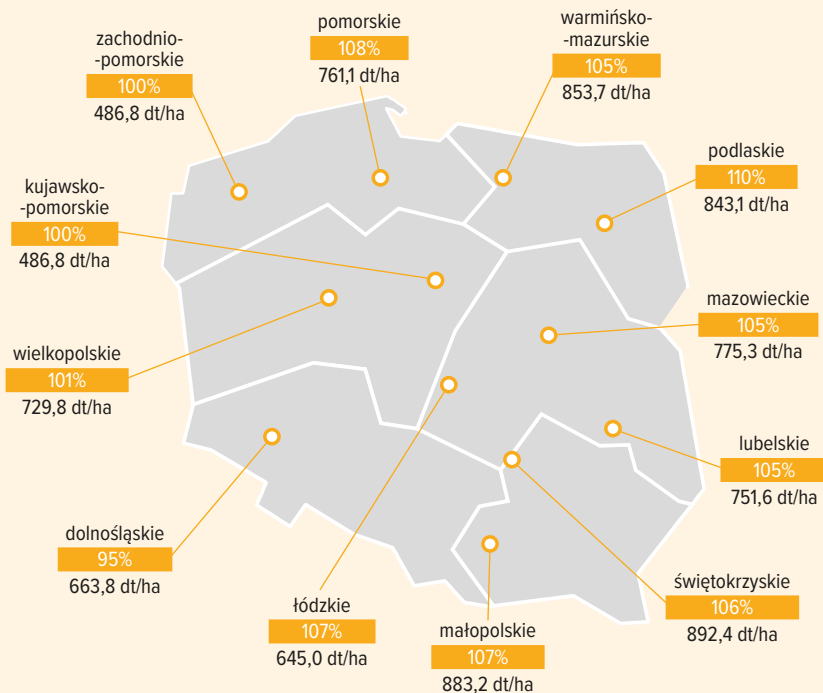 zachodnio-
-pomorskie
100%
486,8 dt/ha
pomorskie
108%
761,1 dt/ha
warmińsko-
-mazurskie
105%
853,7 dt/ha
podlaskie
110%
843,1 dt/ha
kujawsko-
-pomorskie
100%
486,8 dt/ha
mazowieckie
105%
775,3 dt/ha
wielkopolskie
101%
729,8 dt/ha
lubelskie
105%
751,6 dt/ha
dolnośląskie
95%
663,8 dt/ha
łódzkie
107%
645,0 dt/ha
małopolskie
107%
883,2 dt/ha
świętokrzyskie
106%
892,4 dt/ha